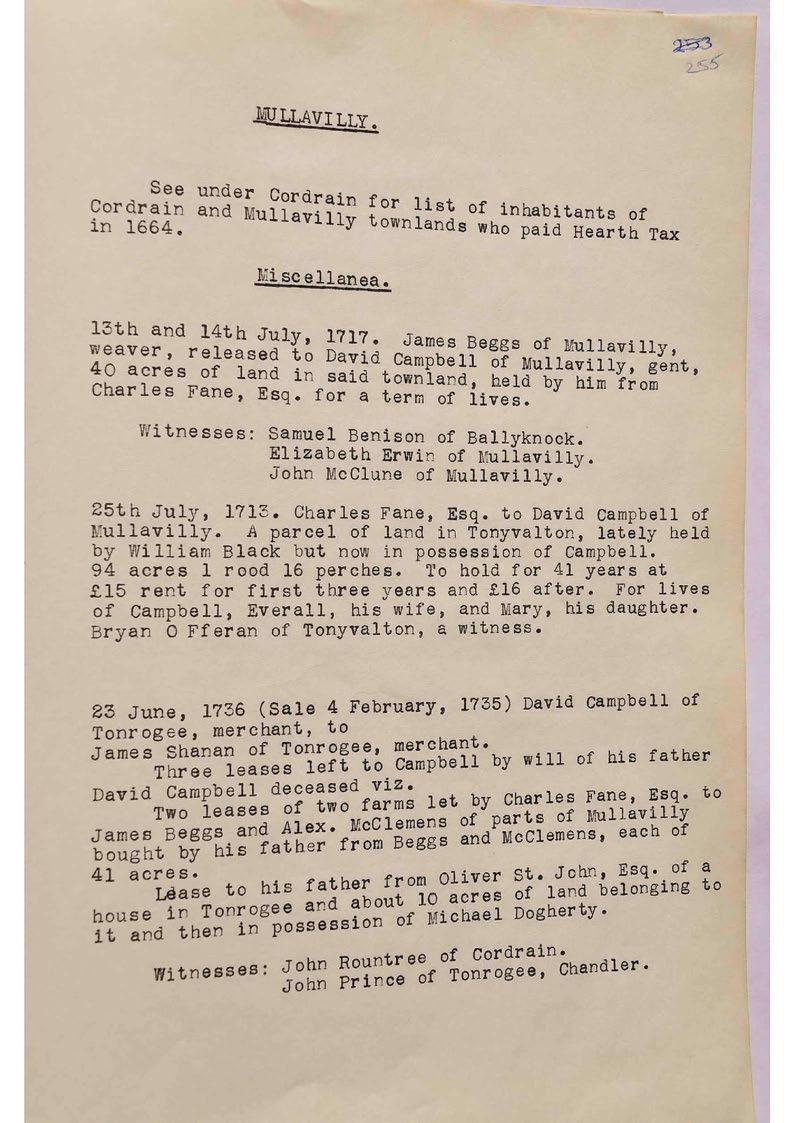 253
255
MULLAVILLY.
See under Cordrain for list of inhabitants of
Cordrain and Mullavilly townlands who paid Hearth Tax
in 1664.
Miscellanea.
13th and 14th July, 1717. James Beggs of Mullavilly,
weaver, released to David Campbell of Mullavilly, gent,
40 acres of land in said townland, held by him from
Charles Fane, Esq. for a term of lives.
Witnesses: Samuel Benison of Ballyknock.
Elizabeth Erwin of Mullavilly.
John McClune of Mullavilly.
25th July, 1713. Charles Fane, Esq. to David Campbell of
Mullavilly. A parcel of land in Tonyvalton, lately held
by William Black but now in possession of Campbell.
94 acres 1 rood 16 perches. To hold for 41 years at
£15 rent for first three years and £16 after. For lives
of Campbell, Everall, his wife, and Mary, his daughter.
Bryan O Fferan of Tonyvalton, a witness.
23 June, 1736 (Sale 4 February, 1735) David Campbell of
Tonrogee, merchant, to
James Shanan of Tonrogee, merchant.
Three leases left to Campbell by will of his father
David Campbell deceased viz.
Two leases of two farms let by Charles Fane, Esq. to
James Beggs and Alex. McClemens of parts of Mullavilly
bought by his father from Beggs and McClemens, each of
41 acres.
Lease to his father from Oliver St. John, Esq. of a
house in Tonrogee and about 10 acres of land belonging to
it and then in possession of Michael Dogherty.
Witnesses: John Rountree of Cordrain.
John Prince of Tonrogee, Chandler.